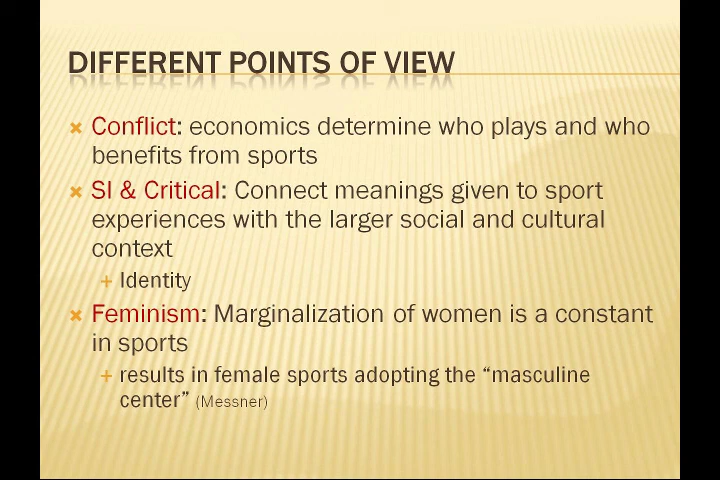 DIFFERENT POINTS OF VIEW
Conflict: economics determine who plays and who
benefits from sports
SI & Critical: Connect meanings given to sport
experiences with the larger social and cultural
context
Identity
Feminism: Marginalization of women is a constant
in sports
results in female sports adopting the “masculine
center” (Messner)